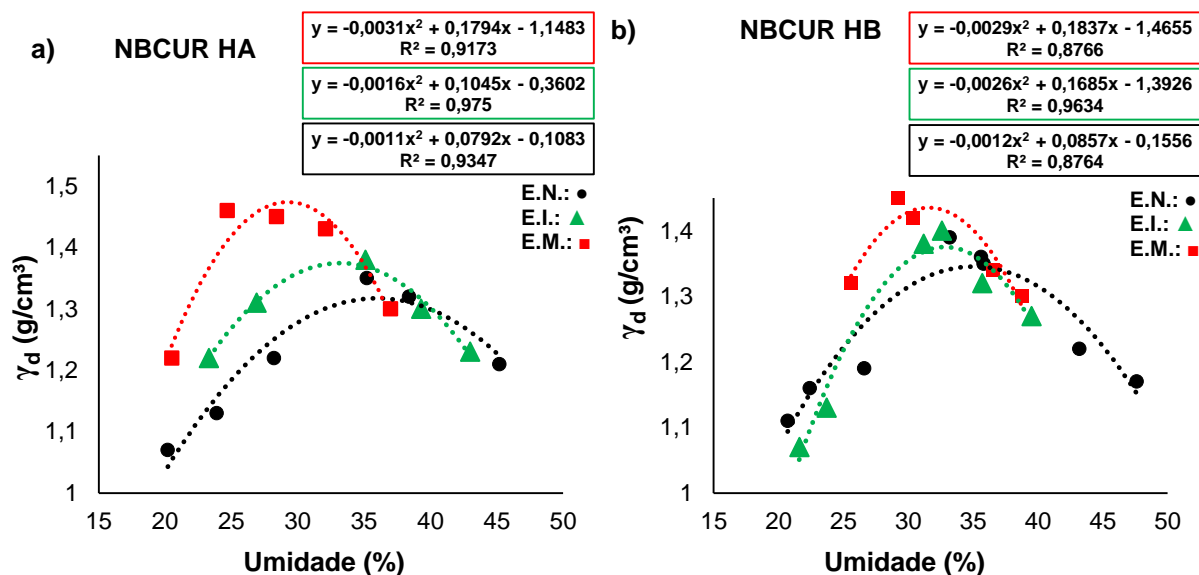 a)
NBCUR HA
y = -0,0031x² + 0,1794x - 1,1483
R² = 0,9173
y = -0,0016x² + 0,1045x - 0,3602
R² = 0,975
y = -0,0011x² + 0,0792x - 0,1083
R² = 0,9347
E.N.:
E.I.:
E.M.:
γd (g/cm³)
1,5
1,4
1,3
1,2
1,1
1
15 20 25 30 35 40 45 50
Umidade (%)
b)
NBCUR HB
y = -0,0029x² + 0,1837x - 1,4655
R² = 0,8766
y = -0,0026x² + 0,1685x - 1,3926
R² = 0,9634
y = -0,0012x² + 0,0857x - 0,1556
R² = 0,8764
E.N.:
E.I.:
E.M.:
γd (g/cm³)
1,4
1,3
1,2
1,1
1
15 20 25 30 35 40 45 50
Umidade (%)